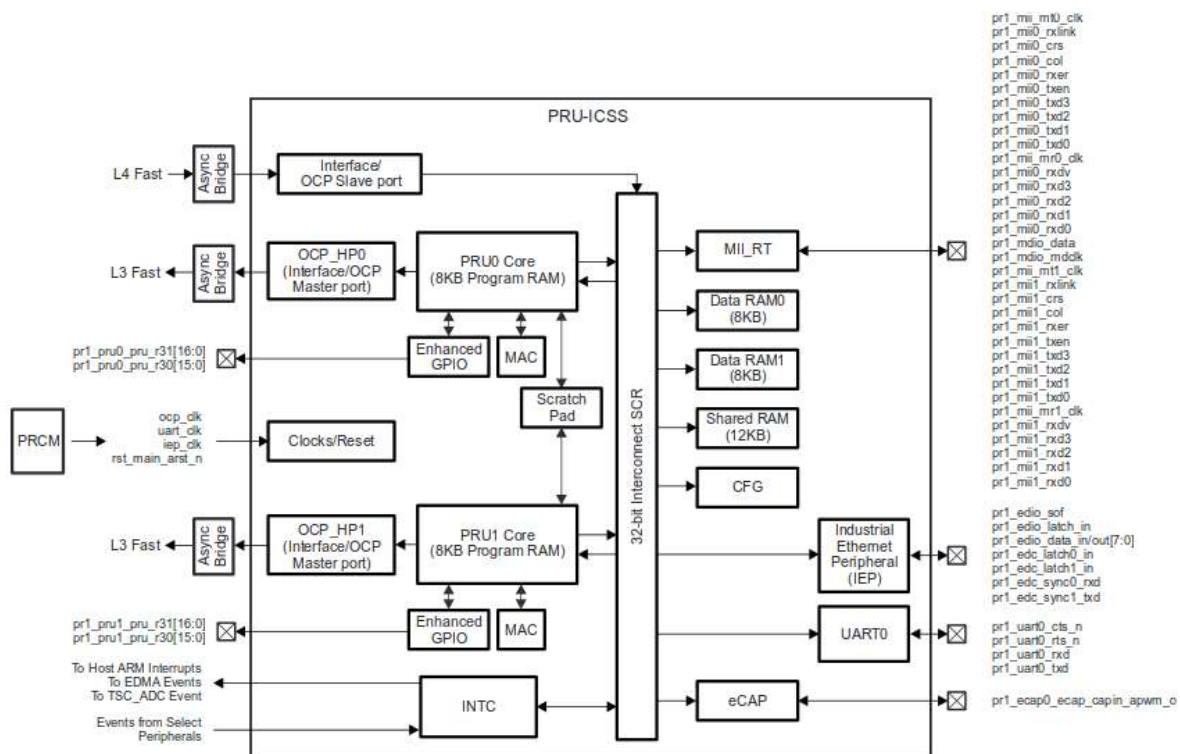 PRU-ICSS
L4 Fast
Async
Bridge
Interface/
OCP Slave port
L3 Fast
Async
Bridge
OCP_HP0
(Interface/OCP
Master port)
PRU0 Core
(8KB Program RAM)
pr1_pru0_pru_r31[16:0]
pr1_pru0_pru_r30[15:0]
Enhanced
GPIO
MAC
Scratch
Pad
PRCM
ocp_clk
uart_clk
iep_clk
rst_main_arst_n
Clocks/Reset
L3 Fast
Async
Bridge
OCP_HP1
(Interface/OCP
Master port)
PRU1 Core
(8KB Program RAM)
pr1_pru1_pru_r31[16:0]
pr1_pru1_pru_r30[15:0]
Enhanced
GPIO
MAC
To Host ARM Interrupts
To EDMA Events
To TSC_ADC Event
Events from Select
Peripherals
INTC
32-bit Interconnect SCR
MII_RT
Data RAM0
(8KB)
Data RAM1
(8KB)
Shared RAM
(12KB)
CFG
Industrial
Ethernet
Peripheral
(IEP)
UART0
eCAP
pr1_mii_mt0_clk
pr1_mii0_rxlink
pr1_mii0_crs
pr1_mii0_col
pr1_mii0_rxer
pr1_mii0_txen
pr1_mii0_txd3
pr1_mii0_txd2
pr1_mii0_txd1
pr1_mii0_txd0
pr1_mii_mr0_clk
pr1_mii0_rxdv
pr1_mii0_rxd3
pr1_mii0_rxd2
pr1_mii0_rxd1
pr1_mii0_rxd0
pr1_mdio_data
pr1_mdio_mdclk
pr1_mii_mt1_clk
pr1_mii1_rxlink
pr1_mii1_crs
pr1_mii1_col
pr1_mii1_rxer
pr1_mii1_txen
pr1_mii1_txd3
pr1_mii1_txd2
pr1_mii1_txd1
pr1_mii1_txd0
pr1_mii_mr1_clk
pr1_mii1_rxdv
pr1_mii1_rxd3
pr1_mii1_rxd2
pr1_mii1_rxd1
pr1_mii1_rxd0
pr1_edio_sof
pr1_edio_latch_in
pr1_edio_data_in/out[7:0]
pr1_edc_latch0_in
pr1_edc_latch1_in
pr1_edc_sync0_rxd
pr1_edc_sync1_txd
pr1_uart0_cts_n
pr1_uart0_rts_n
pr1_uart0_rxd
pr1_uart0_txd
pr1_ecap0_ecap_capin_apwm_o